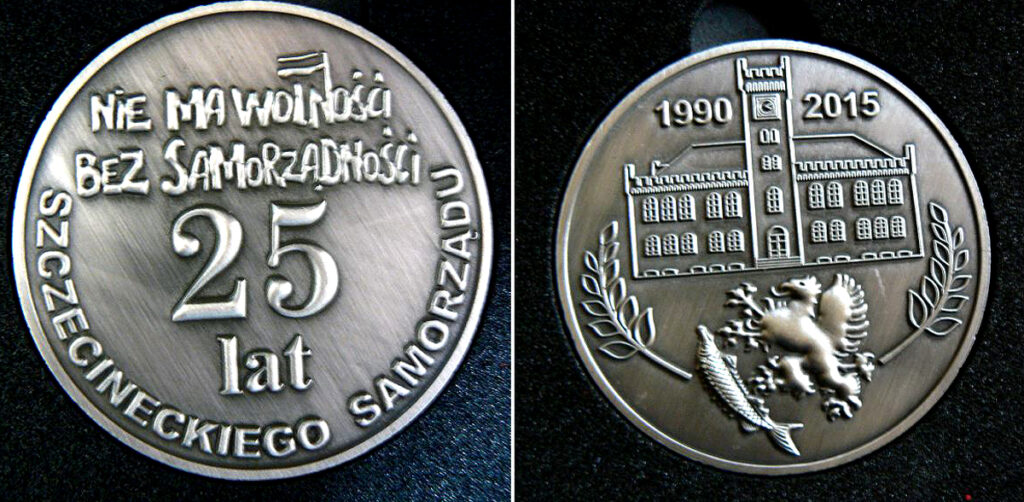 NIE MA WOLNOŚCI
BEZ SAMORZĄDNOŚCI
25
lat
SZCZECINECKIEGO SAMORZĄDU
1990 2015